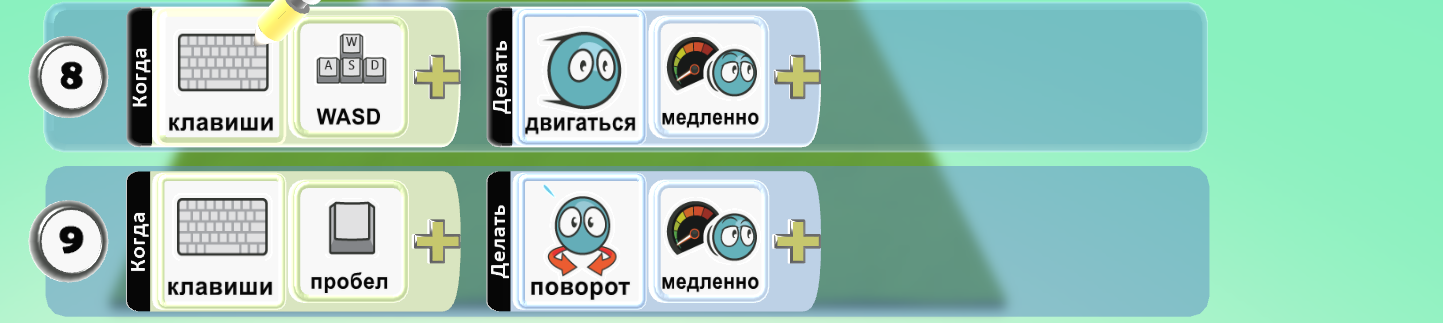 8
Когда
клавиши
W
A S D
WASD
Делать
двигаться
медленно
9
Когда
клавиши
пробел
Делать
поворот
медленно